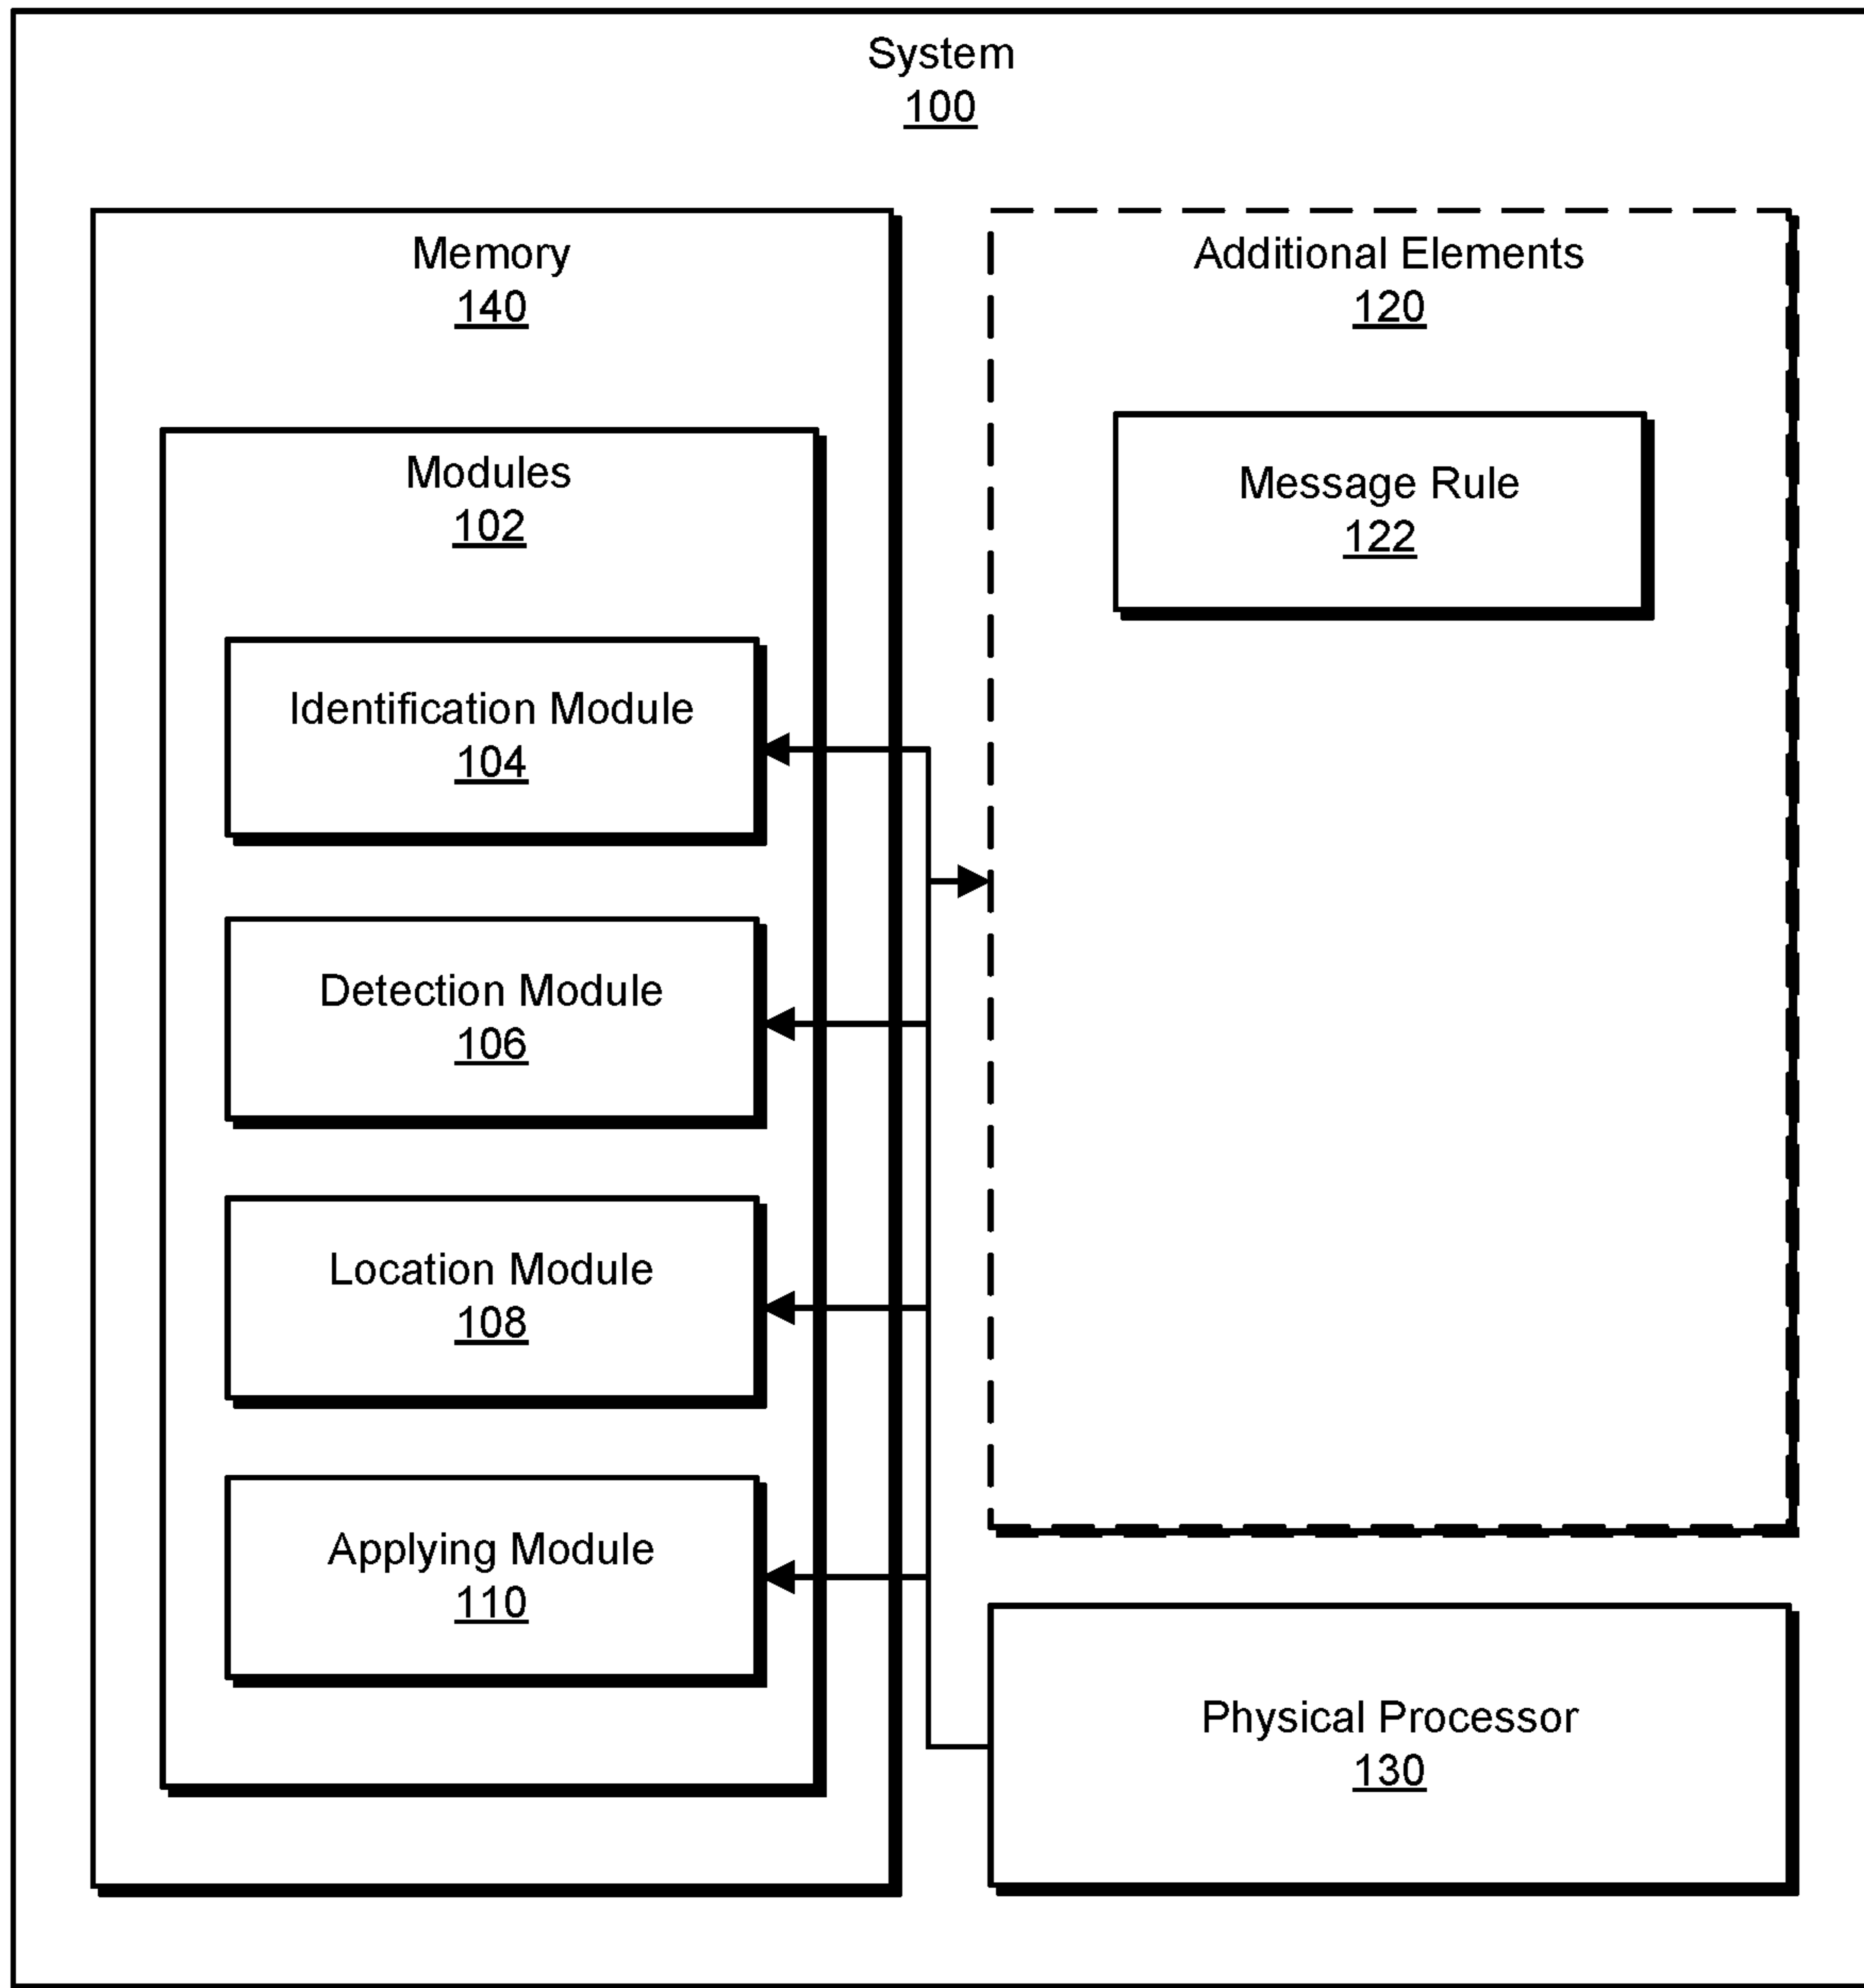 System
100
Memory
140
Modules
102
Identification Module
104
Detection Module
106
Location Module
108
Applying Module
110
Additional Elements
120
Message Rule
122
Physical Processor
130